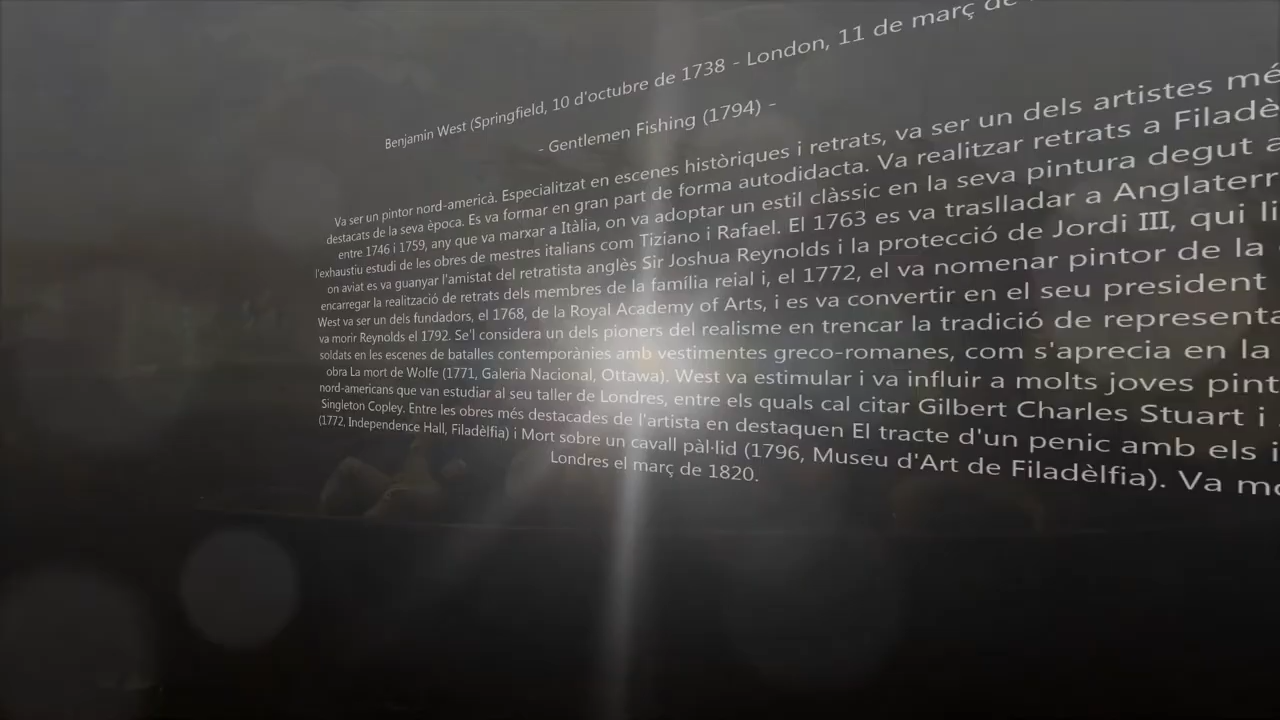 Benjamin West (Springfield, 10 d'octubre de 1738 - London, 11 de març de
- Gentlemen Fishing (1794) -
Va ser un pintor nord-americà. Especialitzat en escenes històriques i retrats, va ser un dels artistes mé
destacats de la seva època. Es va formar en gran part de forma autodidacta. Va realitzar retrats a Filadè
entre 1746 i 1759, any que va marxar a Itàlia, on va adoptar un estil clàssic en la seva pintura degut a
l'exhaustiu estudi de les obres de mestres italians com Tiziano i Rafael. El 1763 es va traslladar a Anglaterr
on aviat es va guanyar l'amistat del retratista anglès Sir Joshua Reynolds i la protecció de Jordi III, qui li
encarregar la realització de retrats dels membres de la família reial i, el 1772, el va nomenar pintor de la
West va ser un dels fundadors, el 1768, de la Royal Academy of Arts, i es va convertir en el seu president
va morir Reynolds el 1792. Se'l considera un dels pioners del realisme en trencar la tradició de representa
soldats en les escenes de batalles contemporànies amb vestimentes greco-romanes, com s'aprecia en la
obra La mort de Wolfe (1771, Galeria Nacional, Ottawa). West va estimular i va influir a molts joves pint
nord-americans que van estudiar al seu taller de Londres, entre els quals cal citar Gilbert Charles Stuart i
Singleton Copley. Entre les obres més destacades de l'artista en destaquen El tracte d'un penic amb els i
(1772, Independence Hall, Filadèlfia) i Mort sobre un cavall pàl·lid (1796, Museu d'Art de Filadèlfia). Va mo
Londres el març de 1820.